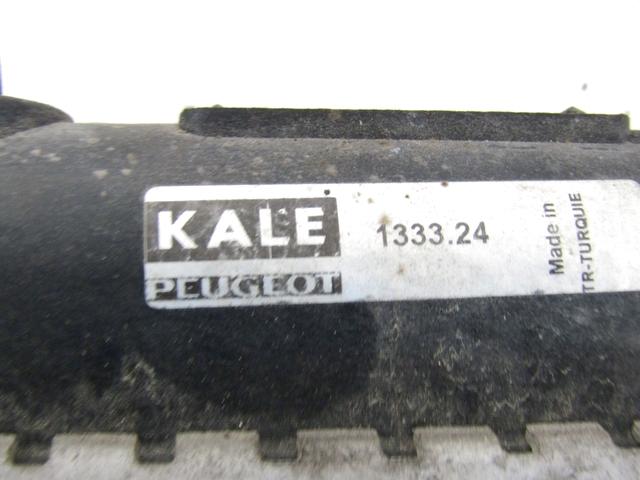 KALE
PEUGEOT
1333.24
Made in
TR-TURQUIE